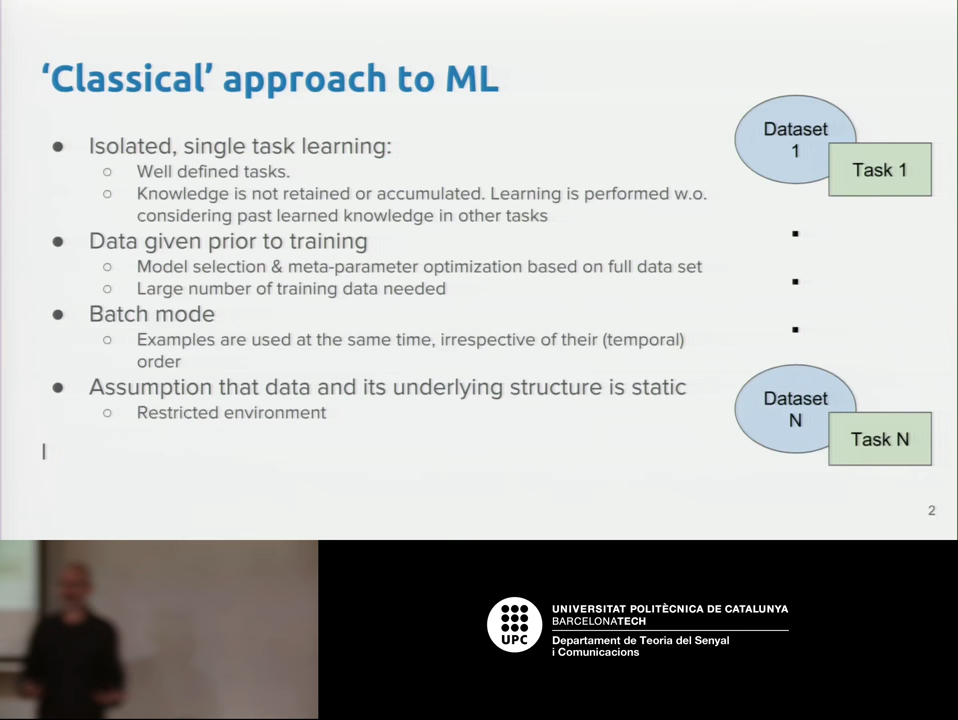 ‘Classical’ approach to ML
● Isolated, single task learning:
○ Well defined tasks.
○ Knowledge is not retained or accumulated. Learning is performed w.o.
considering past learned knowledge in other tasks
● Data given prior to training
○ Model selection & meta-parameter optimization based on full data set
○ Large number of training data needed
● Batch mode
○ Examples are used at the same time, irrespective of their (temporal)
order
● Assumption that data and its underlying structure is static
○ Restricted environment
Dataset
1
Task 1
Dataset
N
Task N
2
UPC
UNIVERSITAT POLITÈCNICA DE CATALUNYA
BARCELONATECH
Departament de Teoria del Senyal
i Comunicacions